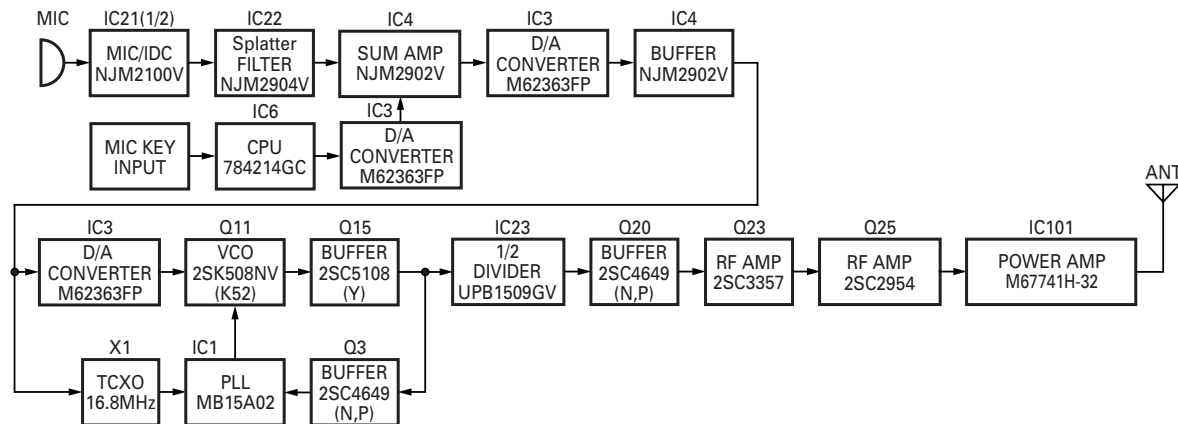 MIC
IC21(1/2)
MIC/IDC
NJM2100V
IC22
Splatter
FILTER
NJM2904V
IC4
SUM AMP
NJM2902V
IC3
D/A
CONVERTER
M62363FP
IC4
BUFFER
NJM2902V
MIC KEY
INPUT
IC6
CPU
784214GC
IC3
D/A
CONVERTER
M62363FP
ANT
IC3
D/A
CONVERTER
M62363FP
Q11
VCO
2SK508NV
(K52)
Q15
BUFFER
2SC5108
(Y)
IC23
1/2
DIVIDER
UPB1509GV
Q20
BUFFER
2SC4649
(N,P)
Q23
RF AMP
2SC3357
Q25
RF AMP
2SC2954
IC101
POWER AMP
M67741H-32
X1
TCXO
16.8MHz
IC1
PLL
MB15A02
Q3
BUFFER
2SC4649
(N,P)